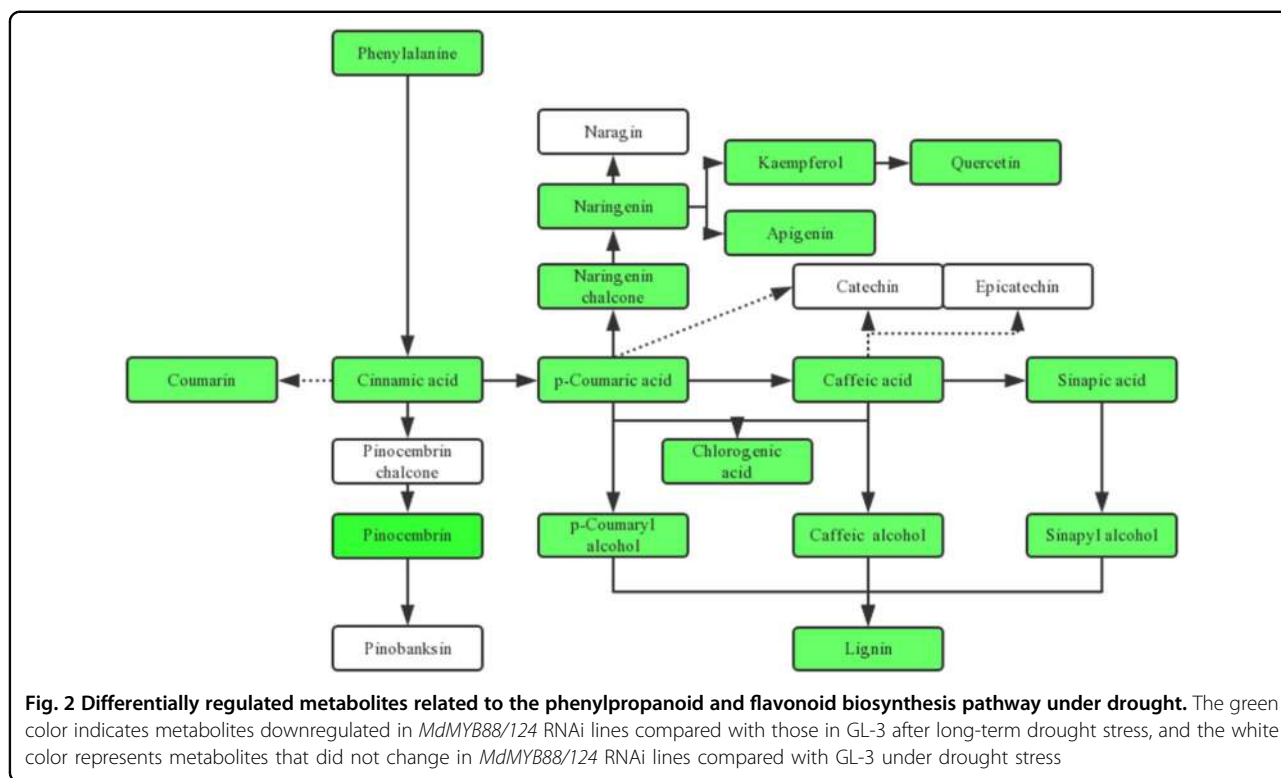 Phenylalanine
Naragin
Kaempferol
Quercetin
Naringenin
Apigenin
Naringenin
chalcone
Catechin
Epicatechin
Coumarin
Cinnamic acid
p-Coumaric acid
Caffeic acid
Sinapic acid
Pinocembrin
chalcone
Chlorogenic
acid
Pinocembrin
p-Coumaryl
alcohol
Caffeic alcohol
Sinapyl alcohol
Pinobanksin
Lignin
Fig. 2 Differentially regulated metabolites related to the phenylpropanoid and flavonoid biosynthesis pathway under drought. The green
color indicates metabolites downregulated in MdMYB88/124 RNAi lines compared with those in GL-3 after long-term drought stress, and the white
color represents metabolites that did not change in MdMYB88/124 RNAi lines compared with GL-3 under drought stress